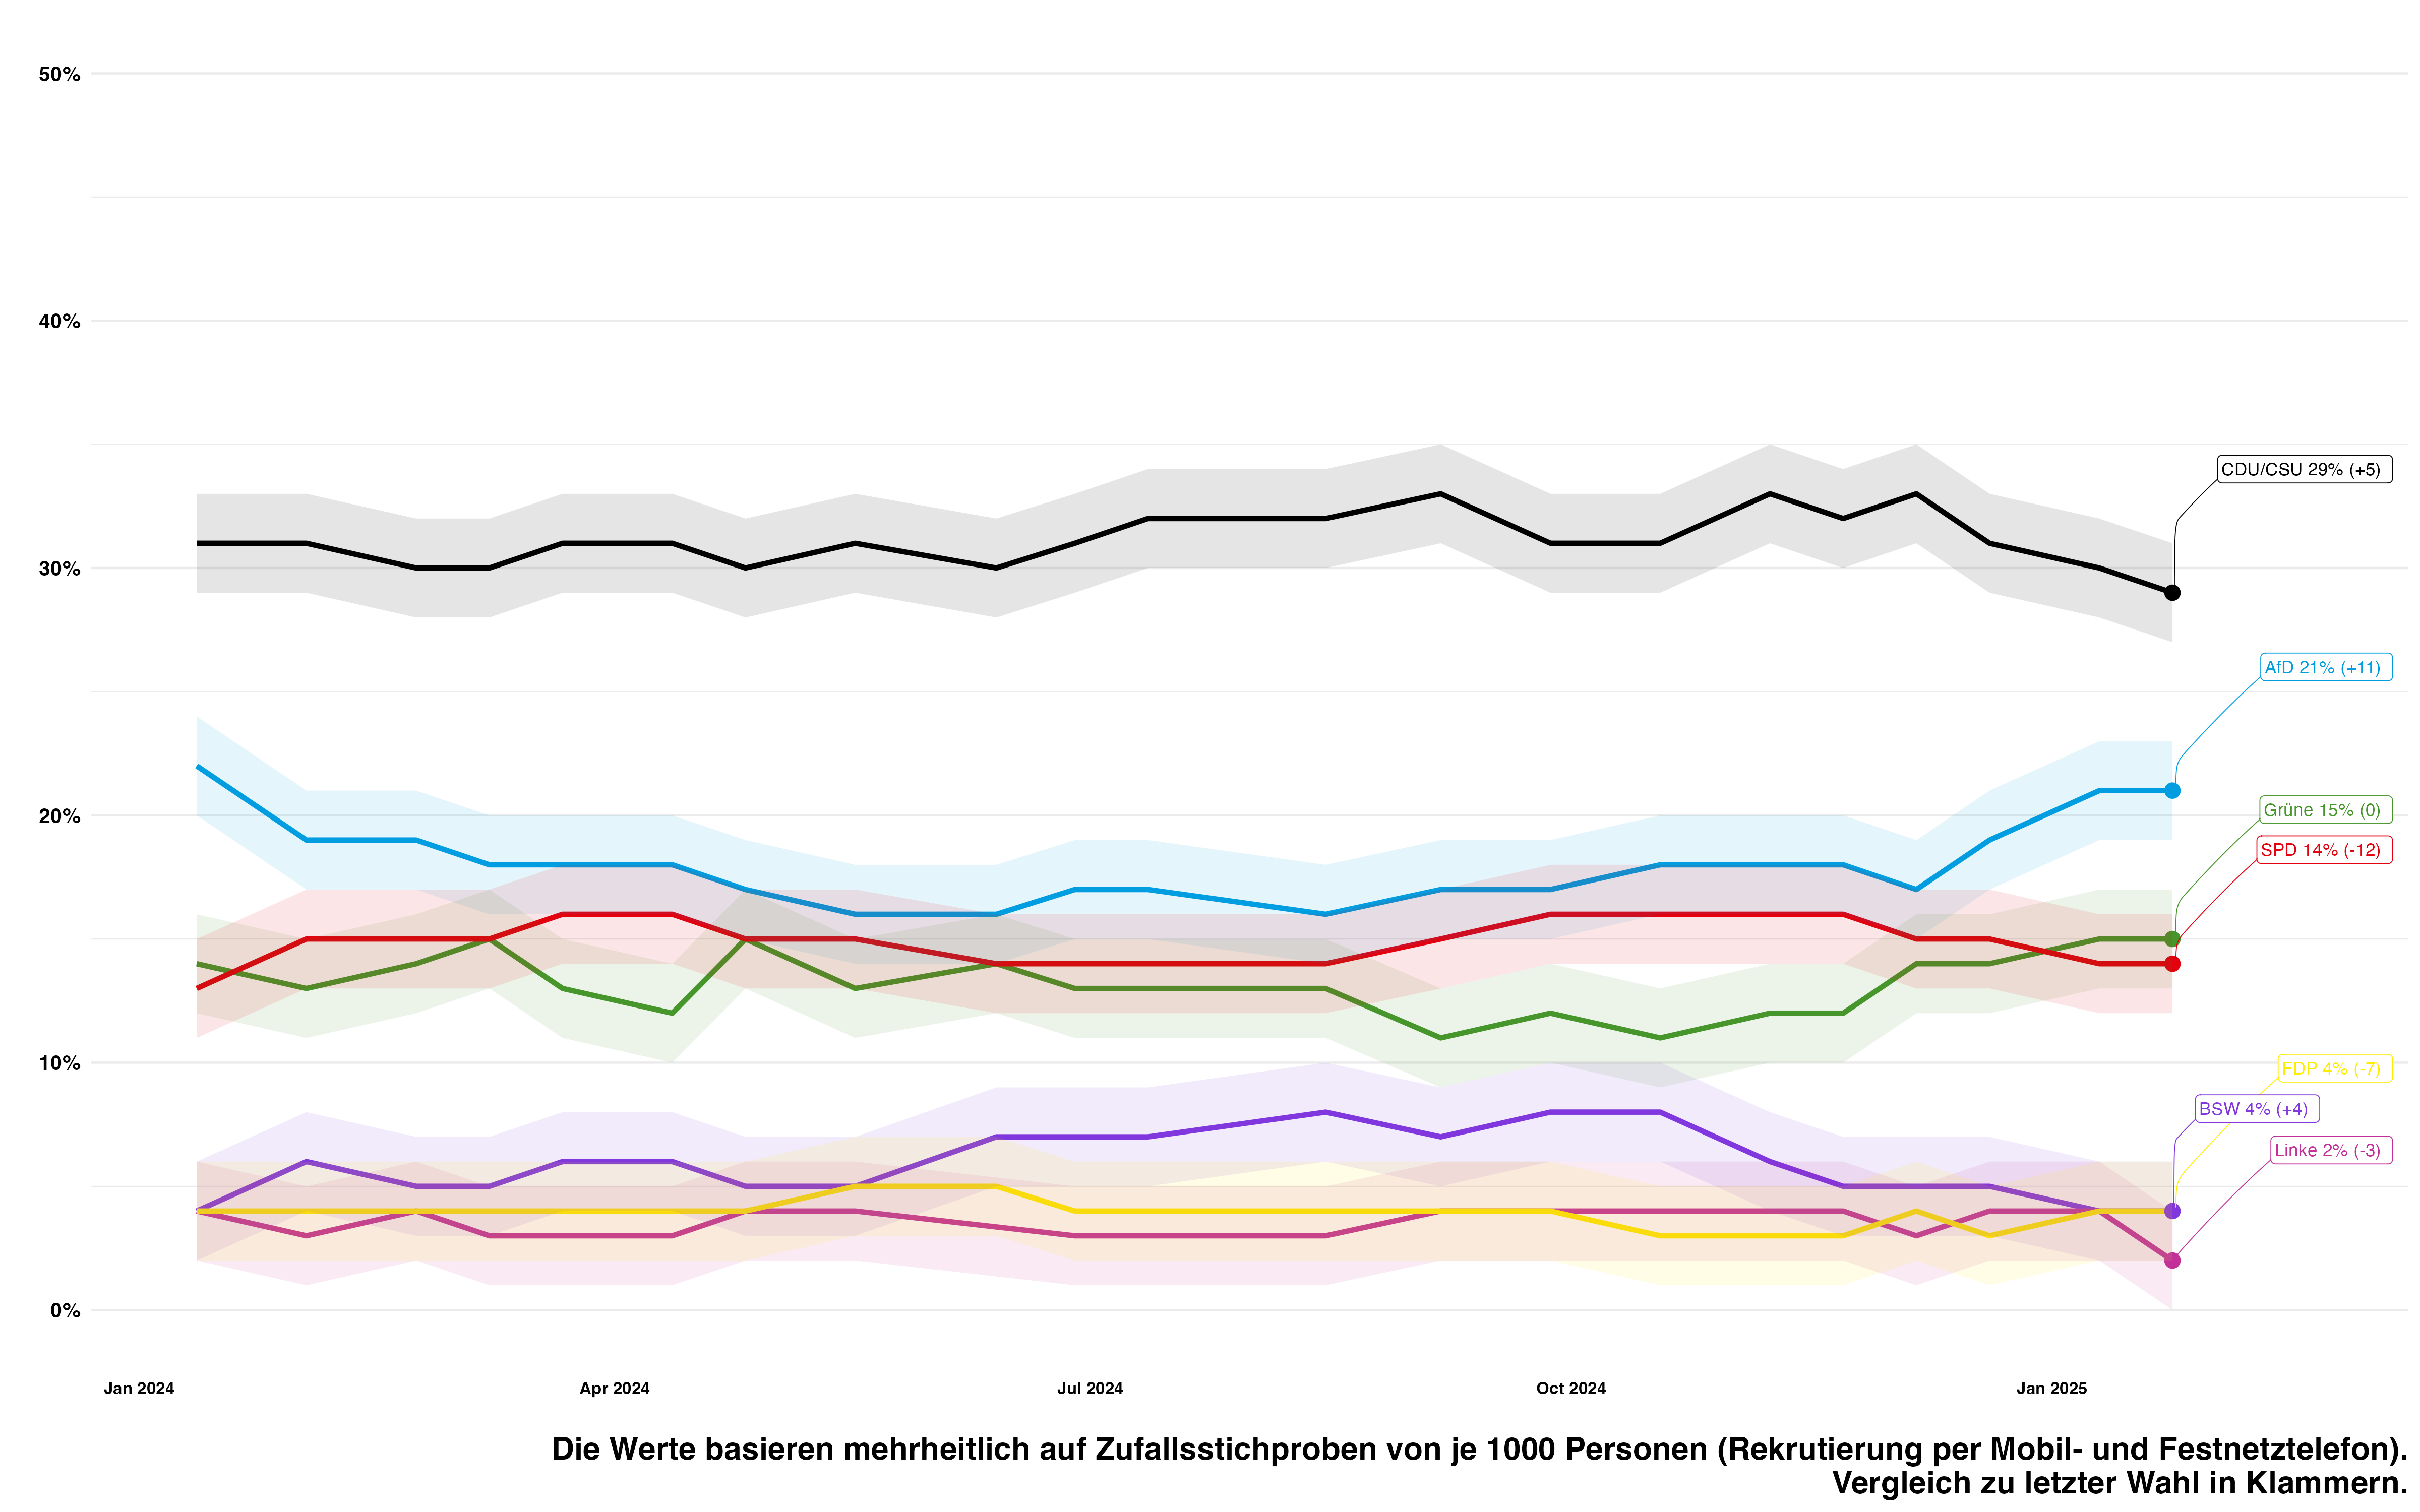 50%
40%
30%
20%
10%
0%
CDU/CSU 29% (+5)
AfD 21% (+11)
Grüne 15% (0)
SPD 14% (-12)
FDP 4% (-7)
BSW 4% (+4)
Linke 2% (-3)
Jan 2024
Apr 2024
Jul 2024
Oct 2024
Jan 2025
Die Werte basieren mehrheitlich auf Zufallsstichproben von je 1000 Personen (Rekrutierung per Mobil- und Festnetztelefon).
Vergleich zu letzter Wahl in Klammern.